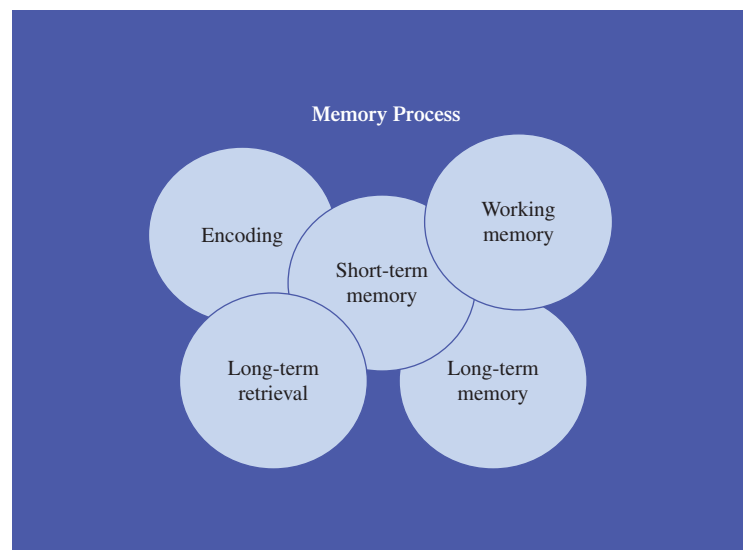 Memory Process
Encoding
Working
memory
Short-term
memory
Long-term
retrieval
Long-term
memory